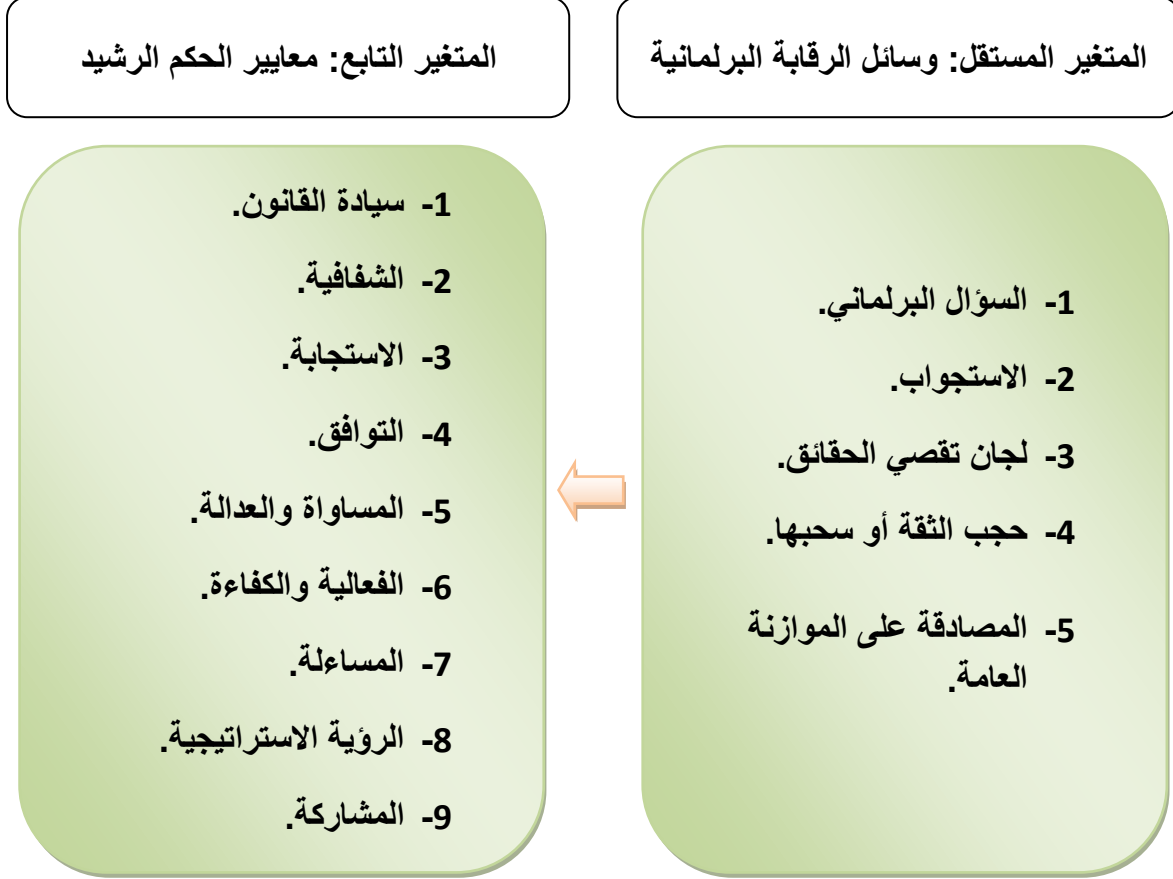 المتغير المستقل: وسائل الرقابة البرلمانية
1- السؤال البرلماني.
2- الاستجواب.
3- لجان تقصي الحقائق.
4- حجب الثقة أو سحبها.
5- المصادقة على الموازنة
العامة.
المتغير التابع: معايير الحكم الرشيد
1- سيادة القانون.
2- الشفافية.
3- الاستجابة.
4- التوافق.
5- المساواة والعدالة.
6- الفعالية والكفاءة.
7- المساءلة.
8- الرؤية الاستراتيجية.
9- المشاركة.